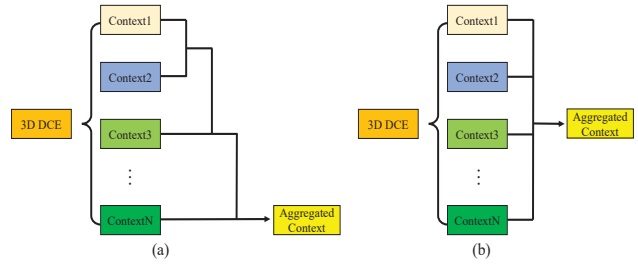 Context1
Context2
3D DCE
Context3
⋮
ContextN
Aggregated
Context
(a)
Context1
Context2
3D DCE
Context3
⋮
ContextN
Aggregated
Context
(b)